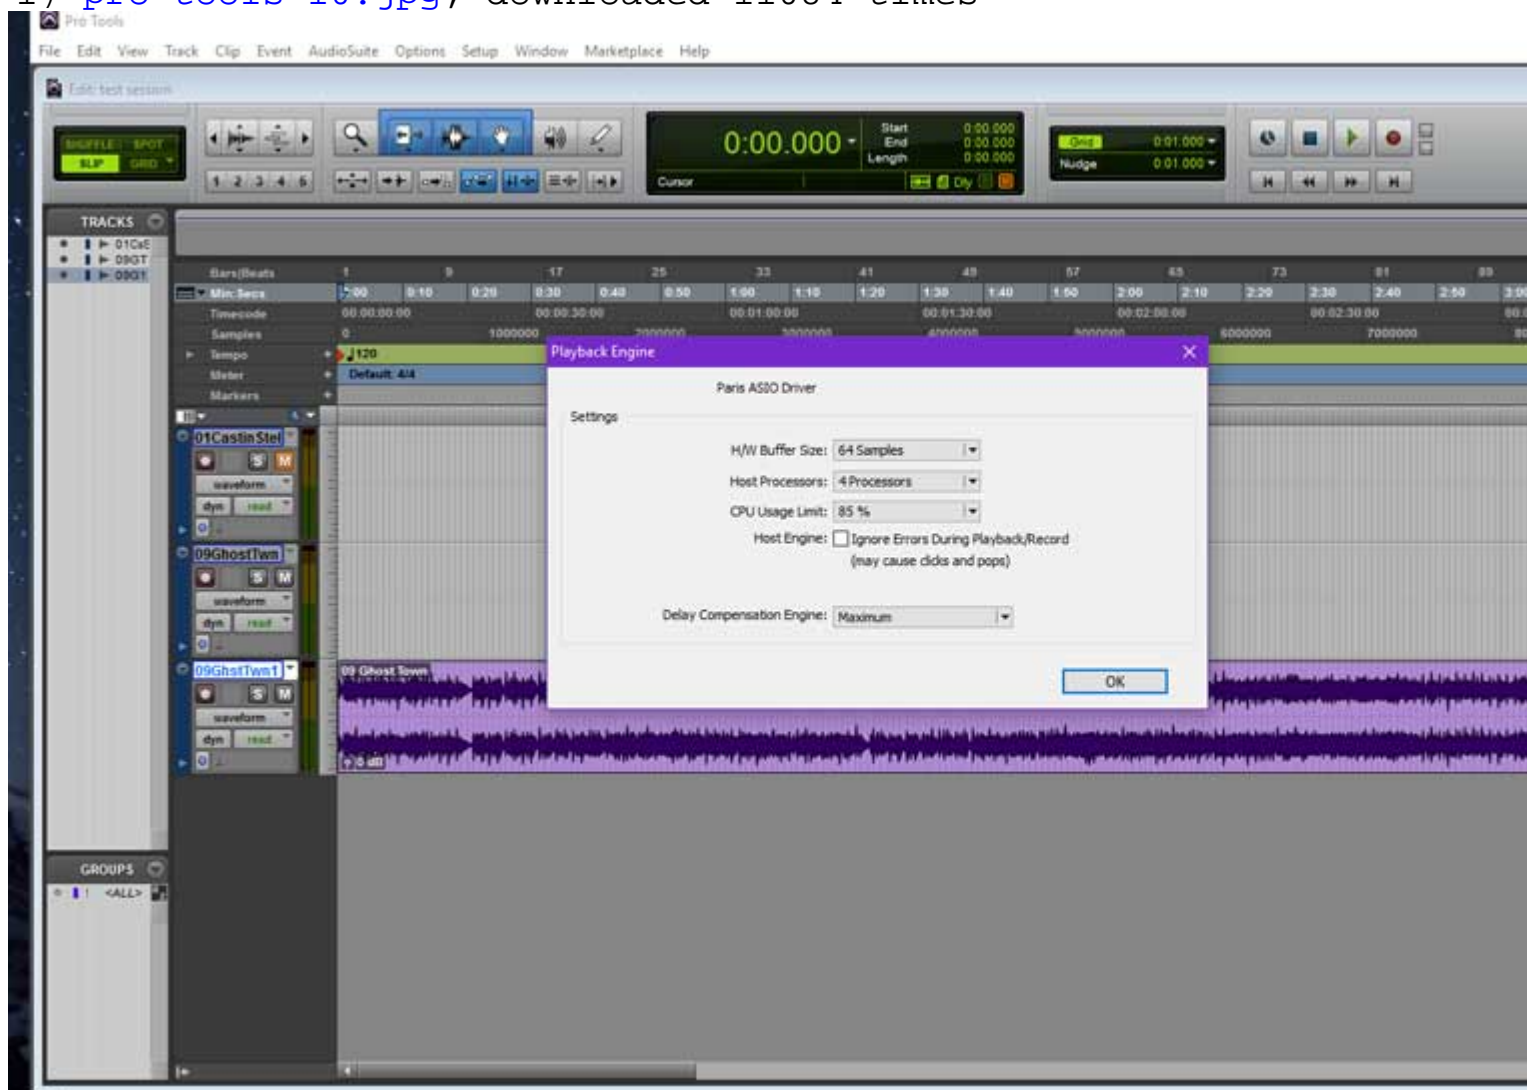 Pro Tools
File Edit View Track Clip Event AudioSuite Options Setup Window Marketplace Help
Edit: test session
SHUFFLE SPOT
SLIP GRID
1 2 3 4 5
0:00.000
Start 0:00.000
End 0:00.000
Length 0:00.000
Cursor
Dly
Grid 0:01.000
Nudge 0:01.000
TRACKS
09GT
Bars|Beats 1 9 17 25 33 41 49 57 65 73 81 89
Min:Secs 0:10 0:20 0:30 0:40 0:50 1:00 1:10 1:20 1:30 1:40 1:50 2:00 2:10 2:20 2:30 2:40 2:50
Timecode 00:00:00:00 00:00:30:00 00:01:00:00 00:01:30:00 00:02:00:00 00:02:30:00
Samples 0 1000000 2000000 3000000 4000000 5000000 6000000 7000000
Tempo 120
Meter Default: 4/4
Markers
Playback Engine
Paris ASIO Driver
Settings
H/W Buffer Size: 64 Samples
Host Processors: 4 Processors
CPU Usage Limit: 85 %
Host Engine: Ignore Errors During Playback/Record
(may cause clicks and pops)
Delay Compensation Engine: Maximum
OK
01CastinStel
S M
waveform
dyn read
09GhostTwn
S M
waveform
dyn read
09GhstTwn1
S M
waveform
dyn read
09 Ghost Town
0 dB
GROUPS
! <ALL>